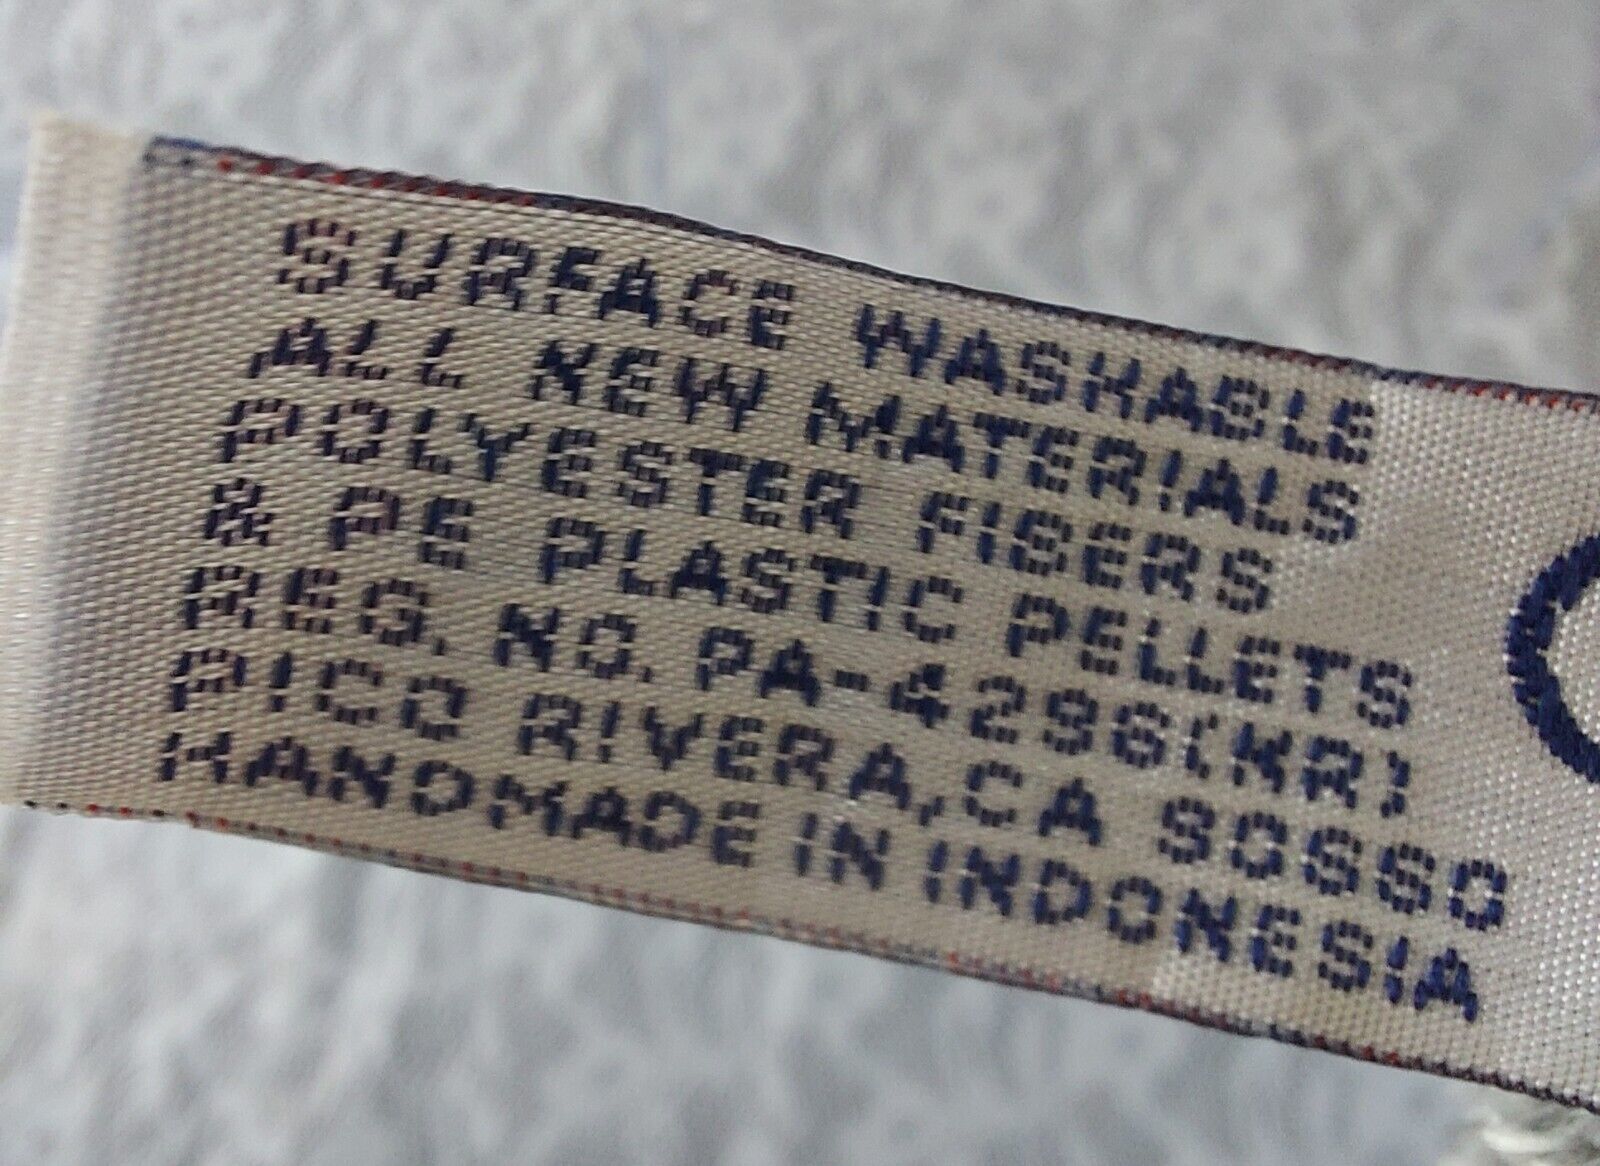 SURFACE WASHABLE
ALL NEW MATERIALS
POLYESTER FIBERS
& PE PLASTIC PELLETS
REG. NO. PA-4296(KR)
PICO RIVERA, CA 90660
HANDMADE IN INDONESIA